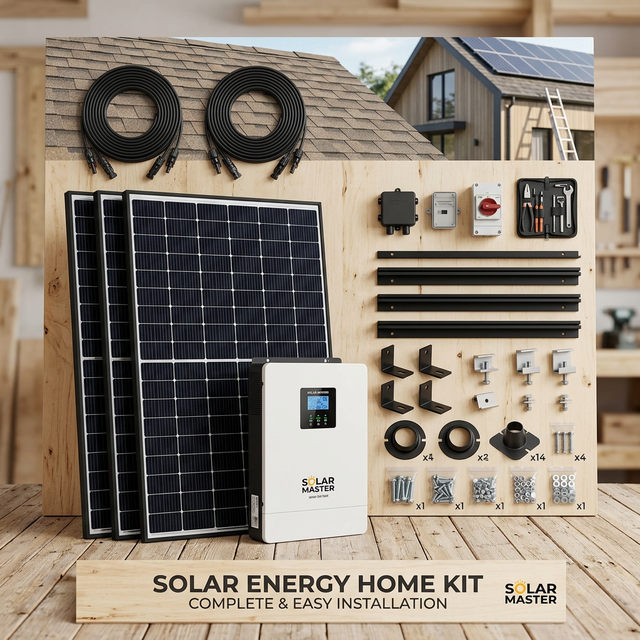 x4
x2
x14
x4
x1
x1
x1
x1
x1
SOLAR
MASTER
SOLAR ENERGY HOME KIT
COMPLETE & EASY INSTALLATION
SOLAR
MASTER